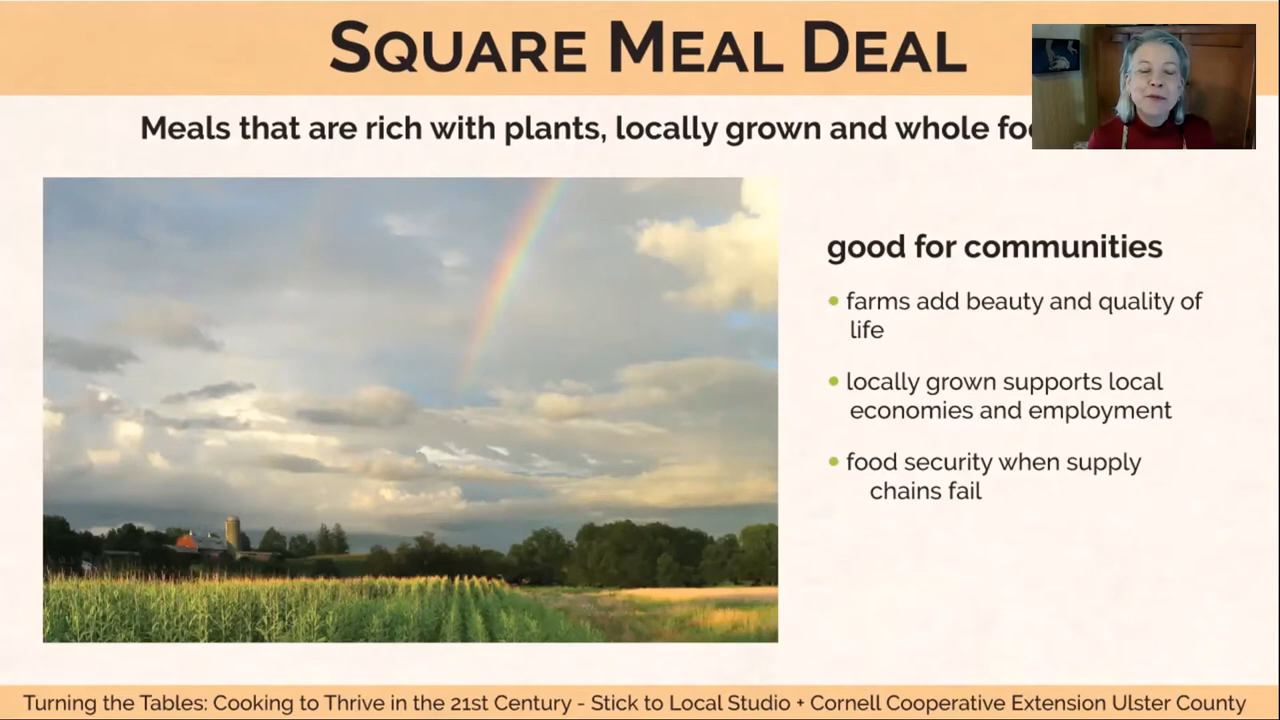 SQUARE MEAL DEAL
Meals that are rich with plants, locally grown and whole
good for communities
• farms add beauty and quality of
life
• locally grown supports local
economies and employment
• food security when supply
chains fail
Turning the Tables: Cooking to Thrive in the 21st Century - Stick to Local Studio + Cornell Cooperative Extension Ulster County